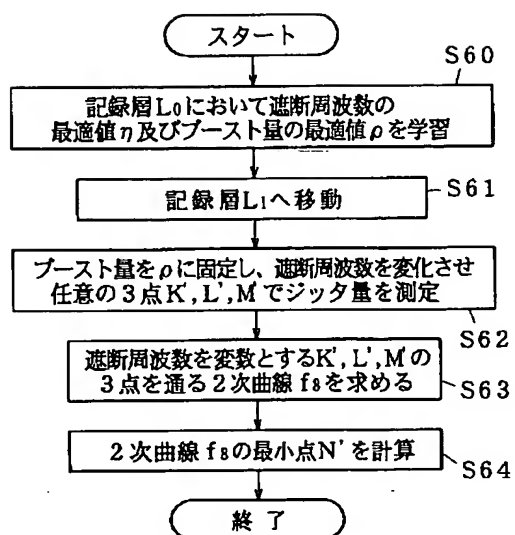 スタート
S60
記録層L0において遮断周波数の
最適値η及びブースト量の最適値ρを学習
S61
記録層L1へ移動
ブースト量をρに固定し、遮断周波数を変化させ
任意の3点K',L',M'でジッタ量を測定
S62
遮断周波数を変数とするK',L',M'の
3点を通る2次曲線f8を求める
S63
2次曲線f8の最小点N'を計算
S64
終了